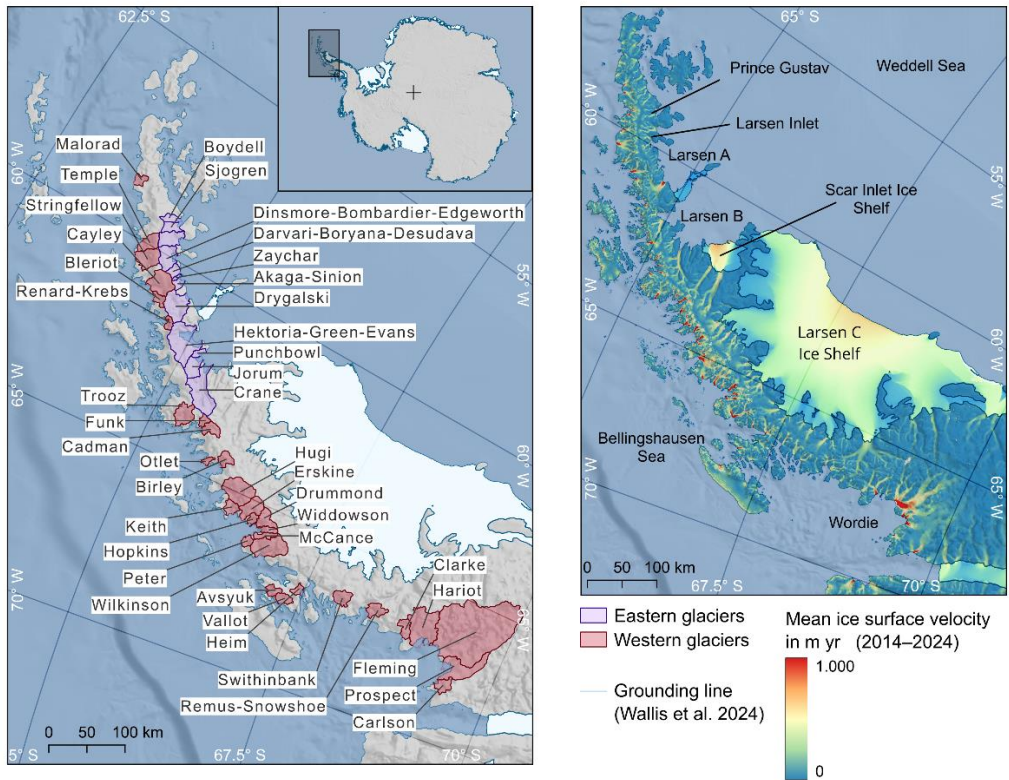 62.5° S
60° W
Malorad
Temple
Stringfellow
Cayley
Bleriot
Renard-Krebs
Boydell
Sjogren
Dinsmore-Bombardier-Edgeworth
Darvari-Boryana-Desudava
Zaychar
Akaga-Sinion
Drygalski
55° W
Hektoria-Green-Evans
Punchbowl
Jorum
Crane
65° W
Trooz
Funk
Cadman
60° W
Otlet
Birley
Hugi
Erskine
Drummond
Widdowson
McCance
Keith
Hopkins
Peter
Wilkinson
70° W
Clarke
Hariot
Avsyuk
Vallot
Heim
65° W
Swithinbank
Remus-Snowshoe
Fleming
Prospect
Carlson
0 50 100 km
5° S
67.5° S
70° S
65° S
60° W
Prince Gustav
Weddell Sea
Larsen Inlet
Larsen A
55° W
Scar Inlet Ice
Shelf
Larsen B
65° W
Larsen C
Ice Shelf
60° W
Bellingshausen
Sea
70° W
65° W
Wordie
0 50 100 km
67.5° S
70° S
Eastern glaciers
Western glaciers
Grounding line
(Wallis et al. 2024)
Mean ice surface velocity
in m yr (2014–2024)
1.000
0